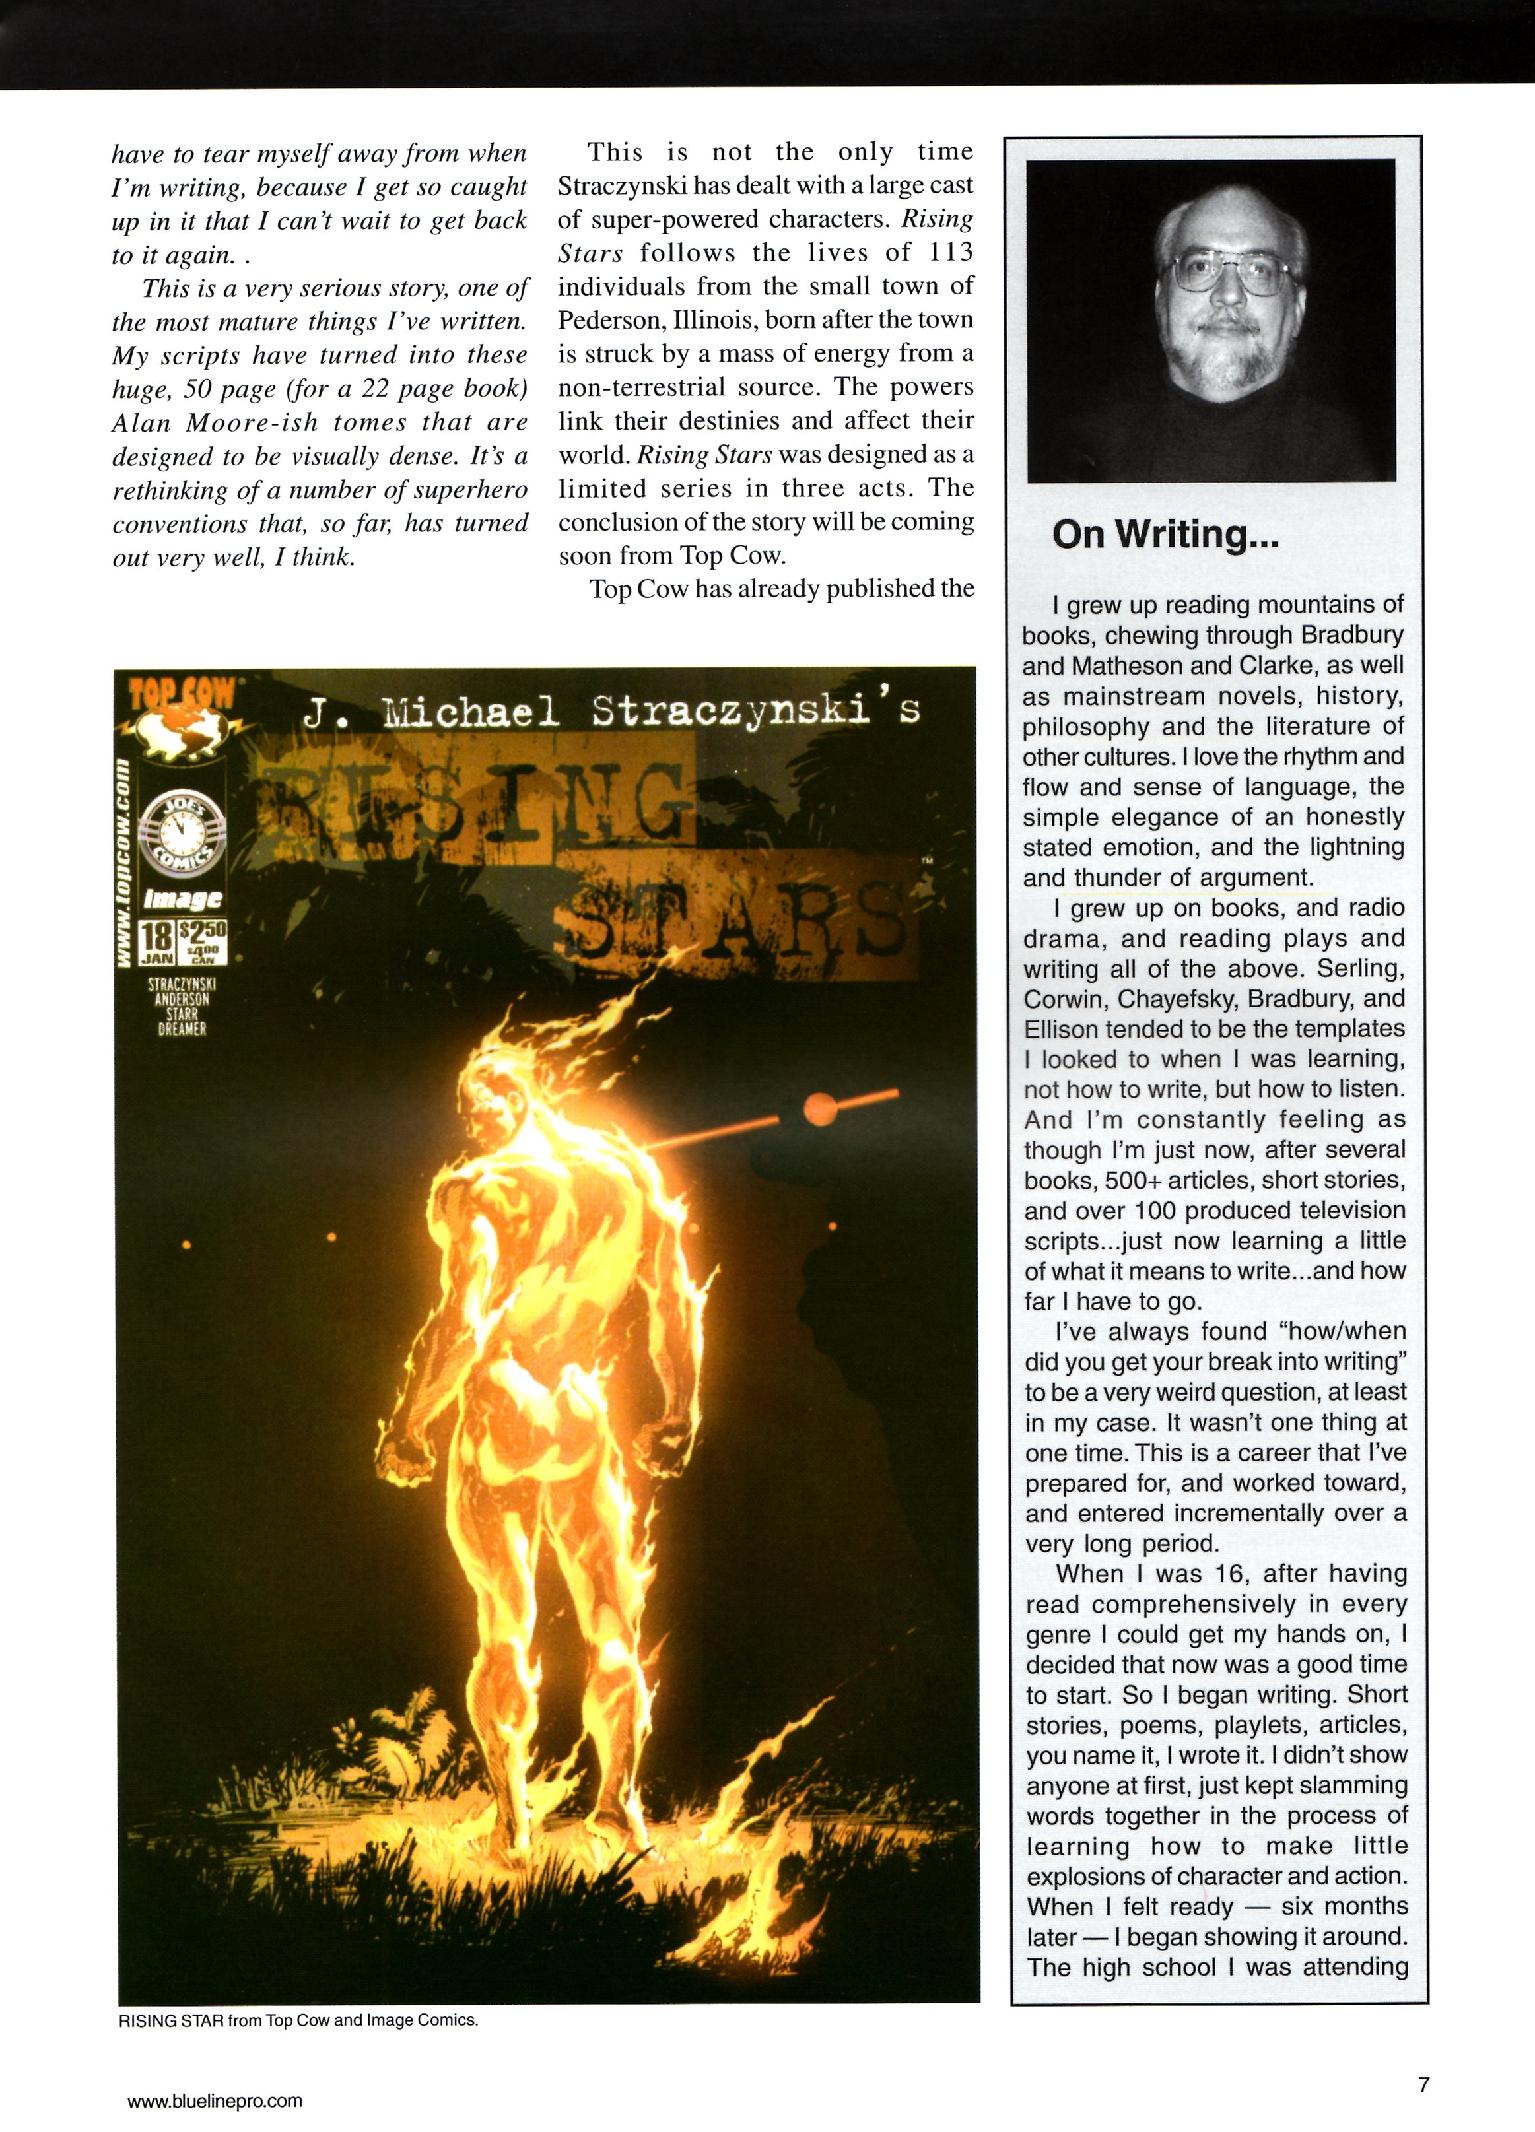 have to tear myself away from when
I'm writing, because I get so caught
up in it that I can't wait to get back
to it again. .
This is a very serious story, one of
the most mature things I've written.
My scripts have turned into these
huge, 50 page (for a 22 page book)
Alan Moore-ish tomes that are
designed to be visually dense. It's a
rethinking of a number of superhero
conventions that, so far, has turned
out very well, I think.
This is not the only time
Straczynski has dealt with a large cast
of super-powered characters. Rising
Stars follows the lives of 113
individuals from the small town of
Pederson, Illinois, born after the town
is struck by a mass of energy from a
non-terrestrial source. The powers
link their destinies and affect their
world. Rising Stars was designed as a
limited series in three acts. The
conclusion of the story will be coming
soon from Top Cow.
Top Cow has already published the
TOP COW
J. Michael Straczynski's
RISING
STARS
™
www.topcow.com
JOE'S
COMICS
image
18
JAN
$2.50
$4.00
CAN
STRACZYNSKI
ANDERSON
STARR
DREAMER
RISING STAR from Top Cow and Image Comics.
On Writing...
I grew up reading mountains of
books, chewing through Bradbury
and Matheson and Clarke, as well
as mainstream novels, history,
philosophy and the literature of
other cultures. I love the rhythm and
flow and sense of language, the
simple elegance of an honestly
stated emotion, and the lightning
and thunder of argument.
I grew up on books, and radio
drama, and reading plays and
writing all of the above. Serling,
Corwin, Chayefsky, Bradbury, and
Ellison tended to be the templates
I looked to when I was learning,
not how to write, but how to listen.
And I'm constantly feeling as
though I'm just now, after several
books, 500+ articles, short stories,
and over 100 produced television
scripts...just now learning a little
of what it means to write...and how
far I have to go.
I've always found “how/when
did you get your break into writing”
to be a very weird question, at least
in my case. It wasn't one thing at
one time. This is a career that I've
prepared for, and worked toward,
and entered incrementally over a
very long period.
When I was 16, after having
read comprehensively in every
genre I could get my hands on, I
decided that now was a good time
to start. So I began writing. Short
stories, poems, playlets, articles,
you name it, I wrote it. I didn't show
anyone at first, just kept slamming
words together in the process of
learning how to make little
explosions of character and action.
When I felt ready — six months
later — I began showing it around.
The high school I was attending
www.bluelinepro.com
7